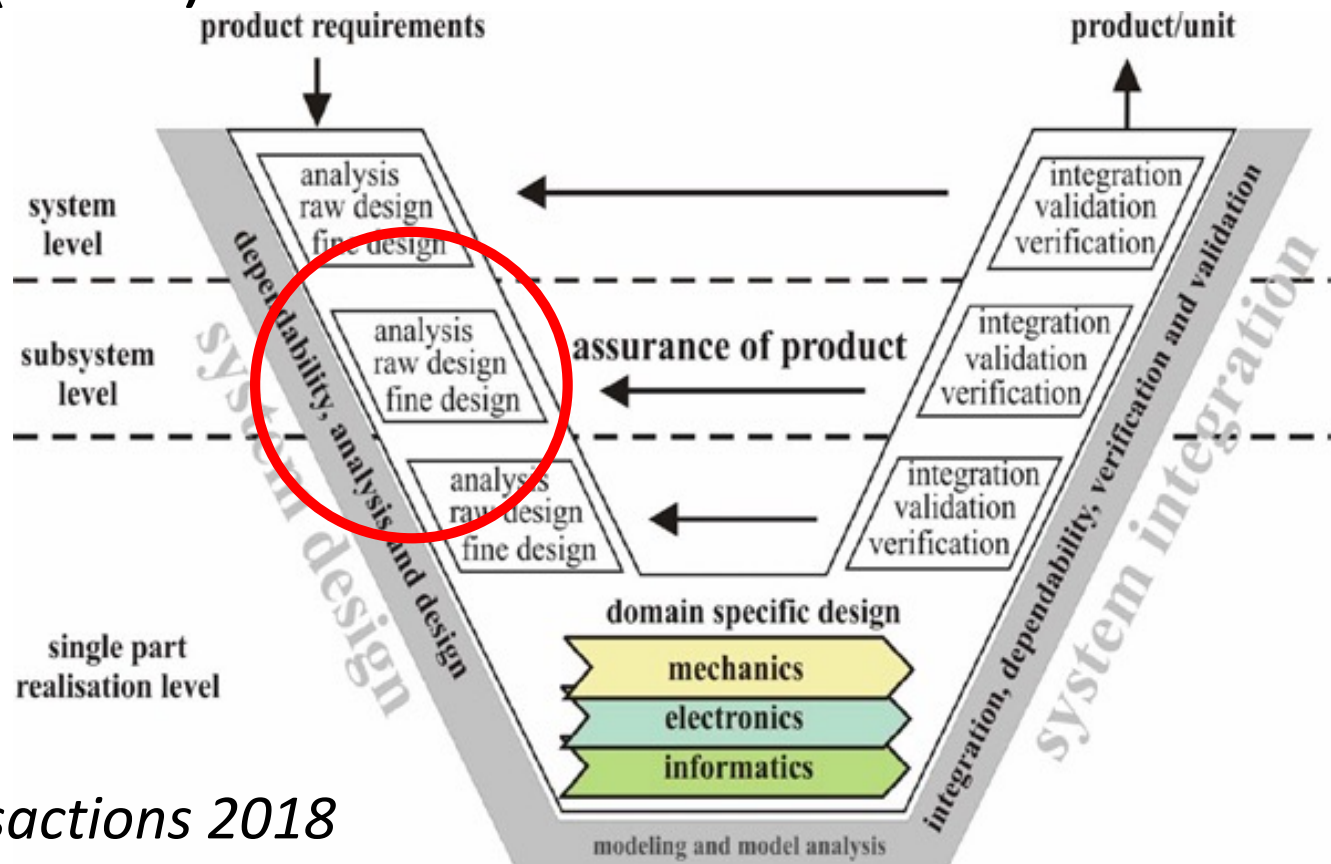 product requirements
product/unit
system
level
analysis
raw design
fine design
integration
validation
verification
subsystem
level
analysis
raw design
fine design
assurance of product
integration
validation
verification
analysis
raw design
fine design
integration
validation
verification
dependability, analysis and design
system design
integration, dependability, verification and validation
system integration
single part
realisation level
domain specific design
mechanics
electronics
informatics
modeling and model analysis
sactions 2018